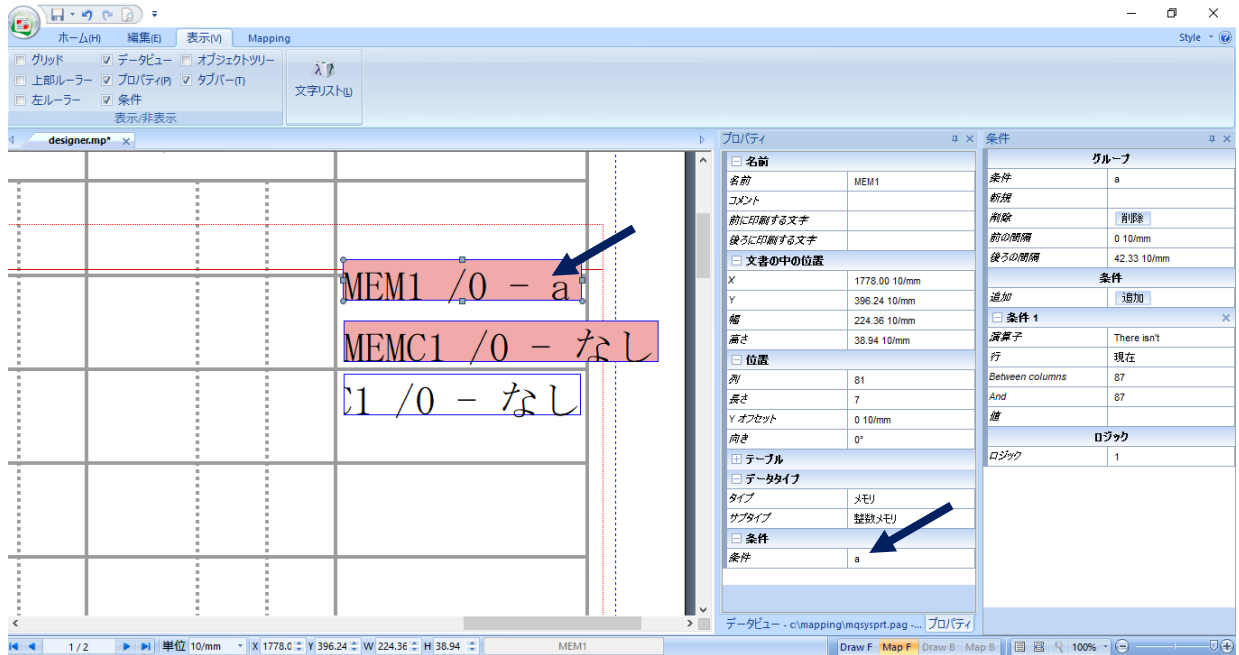 ホーム(H) 編集(E) 表示(V) Mapping Style
グリッド データビュー オブジェクトツリー
上部ルーラー プロパティ(P) タブバー(T)
左ルーラー 条件
文字リスト(L)
表示/非表示
designer.mp*
MEM1 /0 - a
MEMC1 /0 - なし
C1 /0 - なし
プロパティ
名前
名前 MEM1
コメント
前に印刷する文字
後ろに印刷する文字
文書の中の位置
X 1778.00 10/mm
Y 396.24 10/mm
幅 224.36 10/mm
高さ 38.94 10/mm
位置
列 81
長さ 7
Y オフセット 0 10/mm
向き 0°
テーブル
データタイプ
タイプ メモリ
サブタイプ 整数メモリ
条件
条件 a
データビュー - c:\mapping\mqsysprt.pag -... プロパティ
条件
グループ
条件 a
新規
削除 削除
前の間隔 0 10/mm
後ろの間隔 42.33 10/mm
条件
追加 追加
条件 1
演算子 There isn't
行 現在
Between columns 87
And 87
値
ロジック
ロジック 1
1 / 2 単位 10/mm X 1778.0 Y 396.24 W 224.36 H 38.94 MEM1 Draw F Map F Draw B Map B 100%